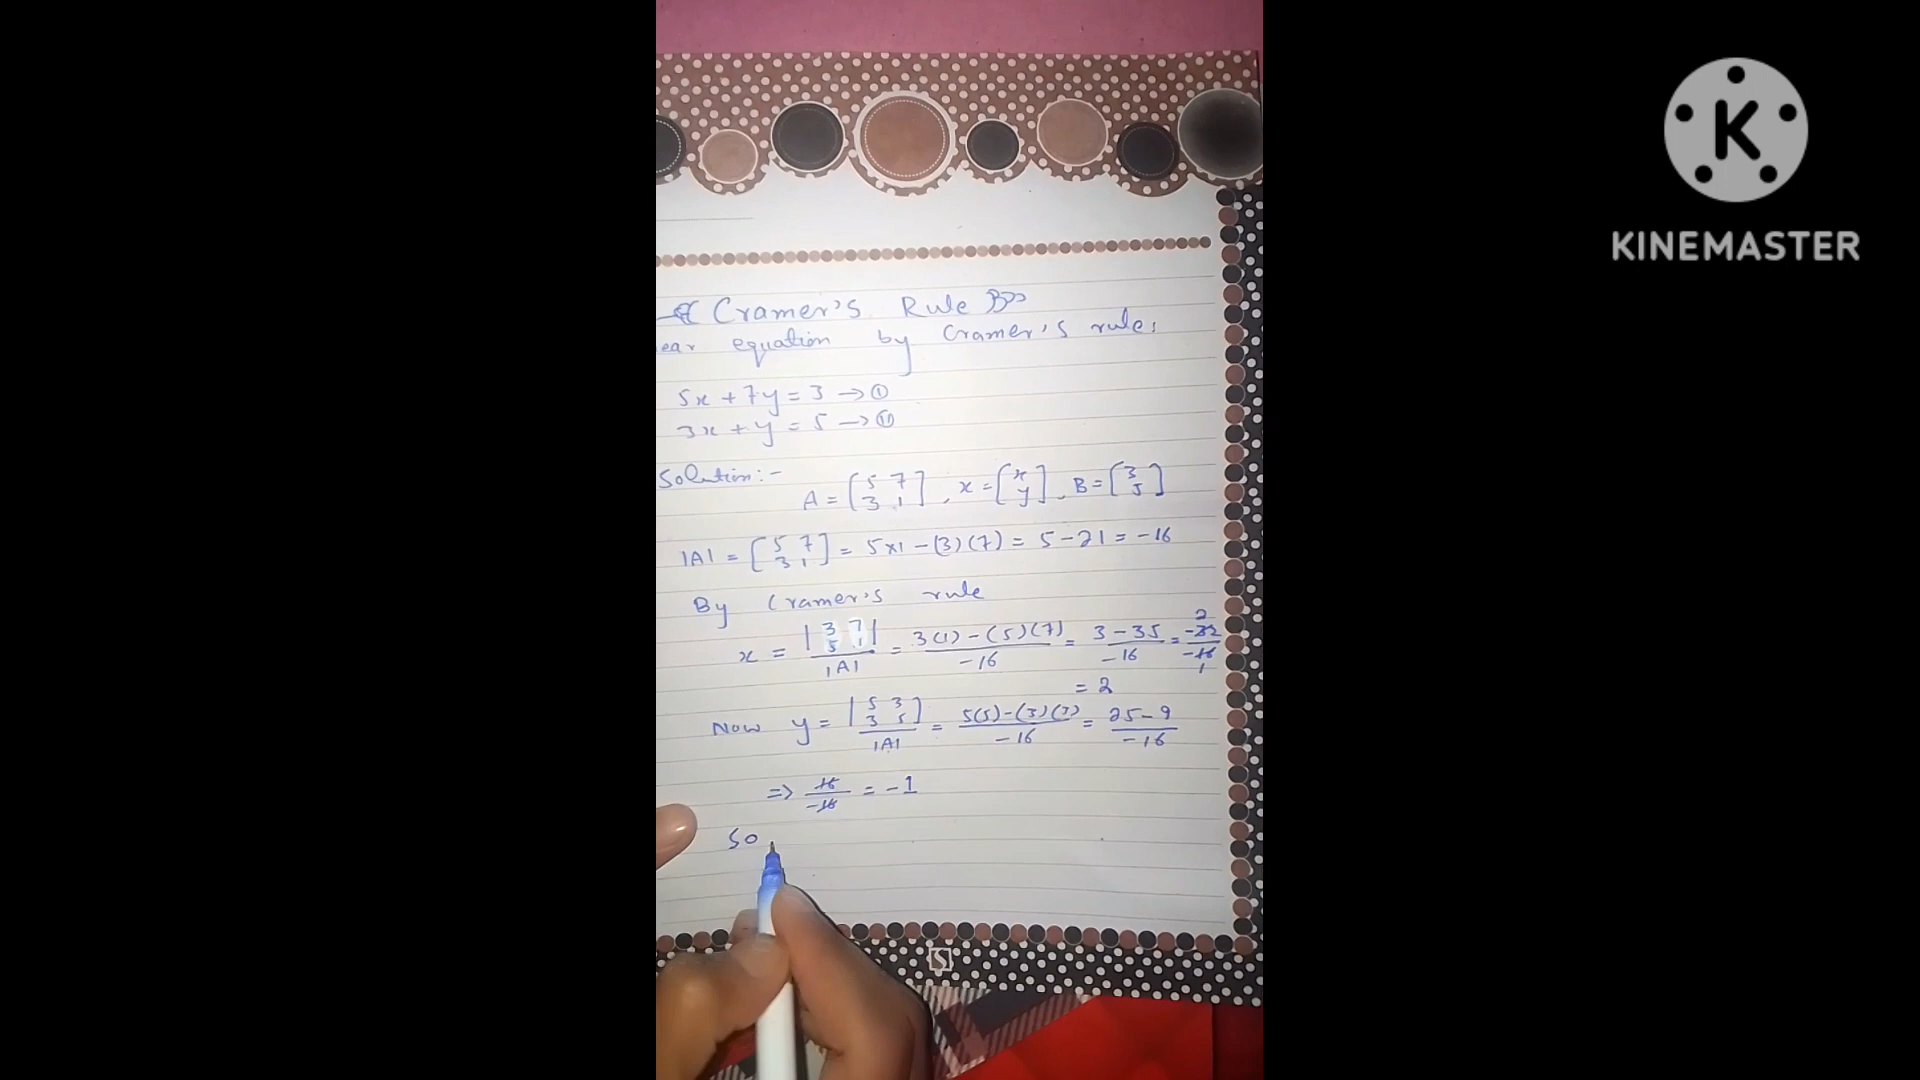 Cramer's Rule
ear equation by Cramer's rule:
5x + 7y = 3 → (I)
3x + y = 5 → (II)
Solution:-
A = [5 7 3 1], x = [x y], B = [3 5]
|A| = [5 7 3 1] = 5×1 - (3)(7) = 5 - 21 = -16
By Cramer's rule
x = |3 7 5 1| / |A| = 3(1) - (5)(7) / -16 = 3 - 35 / -16 = -32 / -16 2 1
= 2
Now y = |5 3 3 5] / |A| = 5(5) - (3)(3) / -16 = 25 - 9 / -16
⇒ 16 / -16 = -1
So
S
K
KINEMASTER